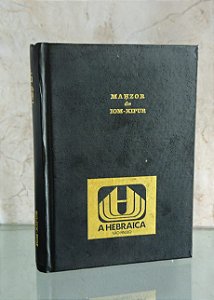 MAHZOR
de
IOM-KIPUR
A HEBRAICA
SÃO PAULO